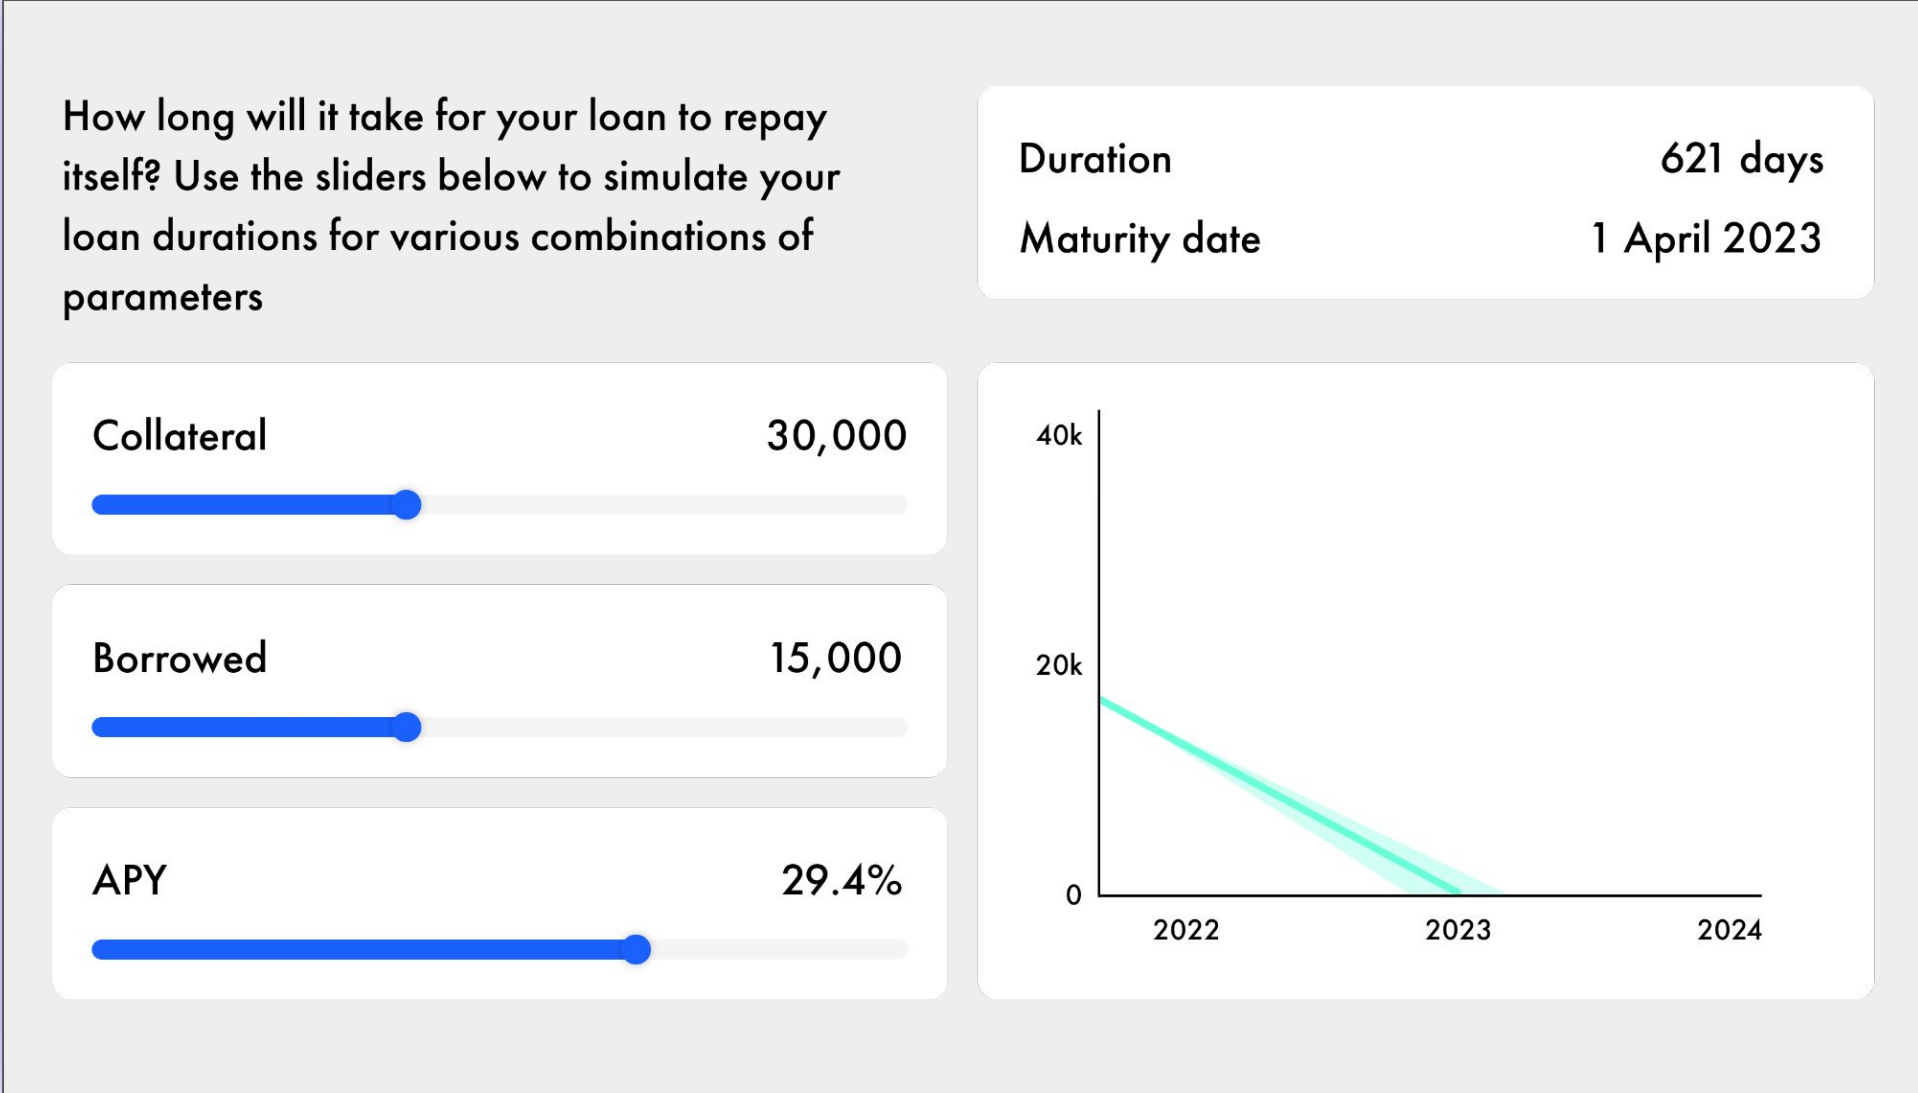 How long will it take for your loan to repay
itself? Use the sliders below to simulate your
loan durations for various combinations of
parameters
Duration 621 days
Maturity date 1 April 2023
Collateral 30,000
Borrowed 15,000
APY 29.4%
40k
20k
0
2022 2023 2024